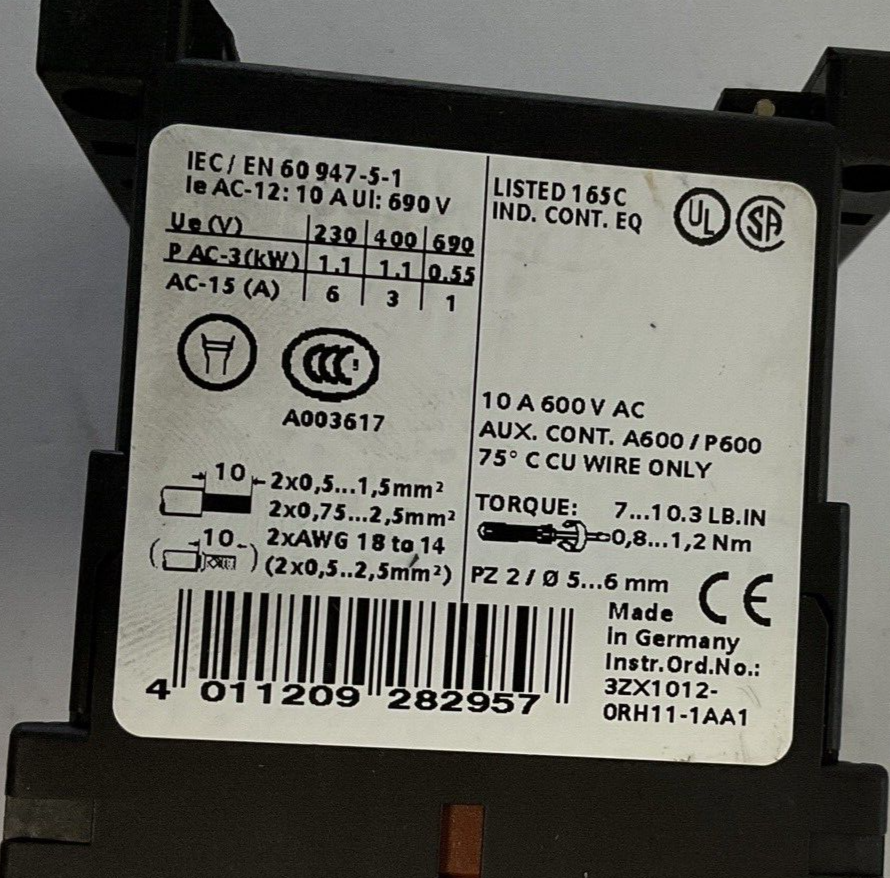 IEC/ EN 60 947-5-1
Ie AC-12: 10 A UI: 690 V
Ue (V) 230 400 690
P AC-3(kW) 1.1 1.1 0.55
AC-15 (A) 6 3 1
CCC
A003617
10 2x0,5...1,5mm²
2x0,75...2,5mm²
10 2xAWG 18 to 14
(2x0,5..2,5mm²)
4 011209 282957
LISTED 165C
IND. CONT. EQ
UL SA
10 A 600 V AC
AUX. CONT. A600 / P600
75° C CU WIRE ONLY
TORQUE: 7...10.3 LB.IN
0,8...1,2 Nm
PZ 2 / Ø 5...6 mm
CE
Made
in Germany
Instr.Ord.No.:
3ZX1012-
0RH11-1AA1